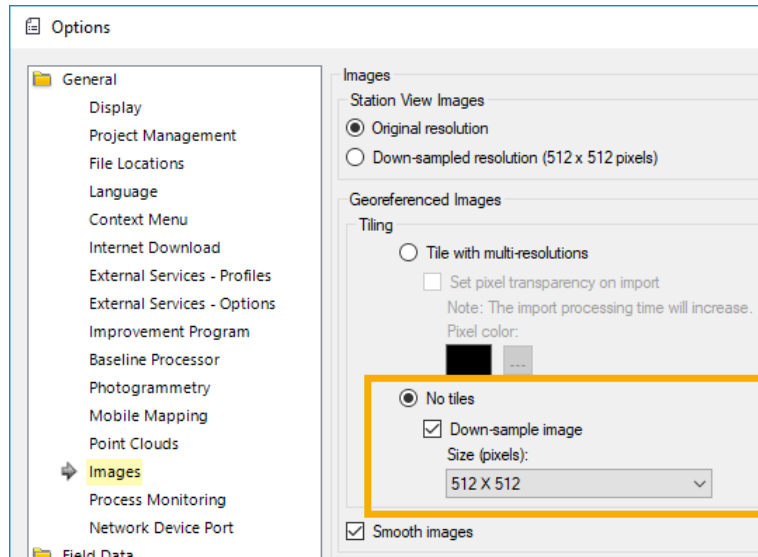 Options
General
Display
Project Management
File Locations
Language
Context Menu
Internet Download
External Services - Profiles
External Services - Options
Improvement Program
Baseline Processor
Photogrammetry
Mobile Mapping
Point Clouds
Images
Process Monitoring
Network Device Port
Field Data
Images
Station View Images
Original resolution
Down-sampled resolution (512 x 512 pixels)
Georeferenced Images
Tiling
Tile with multi-resolutions
Set pixel transparency on import
Note: The import processing time will increase.
Pixel color:
...
No tiles
Down-sample image
Size (pixels):
512 X 512
Smooth images